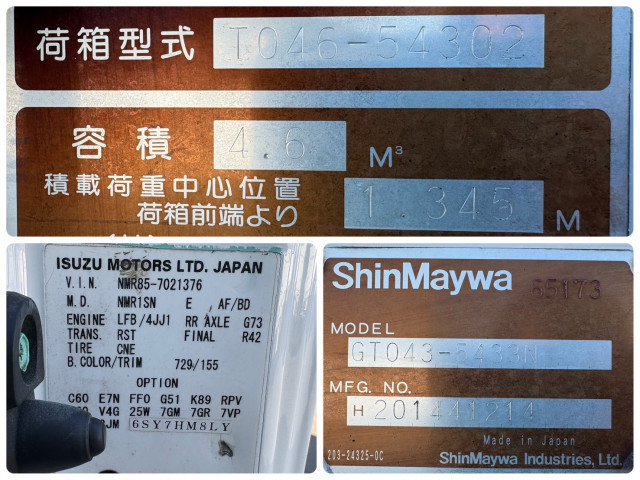 荷箱型式 T046-54302
容積 4.6 M³
積載荷重中心位置
荷箱前端より 1.345 M
ISUZU MOTORS LTD. JAPAN
V.I.N. NMR85-7021376
M.D. NMR1SN E , AF/BD
ENGINE LFB/4JJ1 RR AXLE G73
TRANS. RST FINAL R42
TIRE CNE
B.COLOR/TRIM 729/155
OPTION
C60 E7N FFO G51 K89 RPV
V4G 25W 7GM 7GR 7VP
JM 6SY7HM8LY
ShinMaywa 55173
MODEL
MFG. NO.
H 201441214
Made in Japan
203-24325-0C ShinMaywa Industries, Ltd.